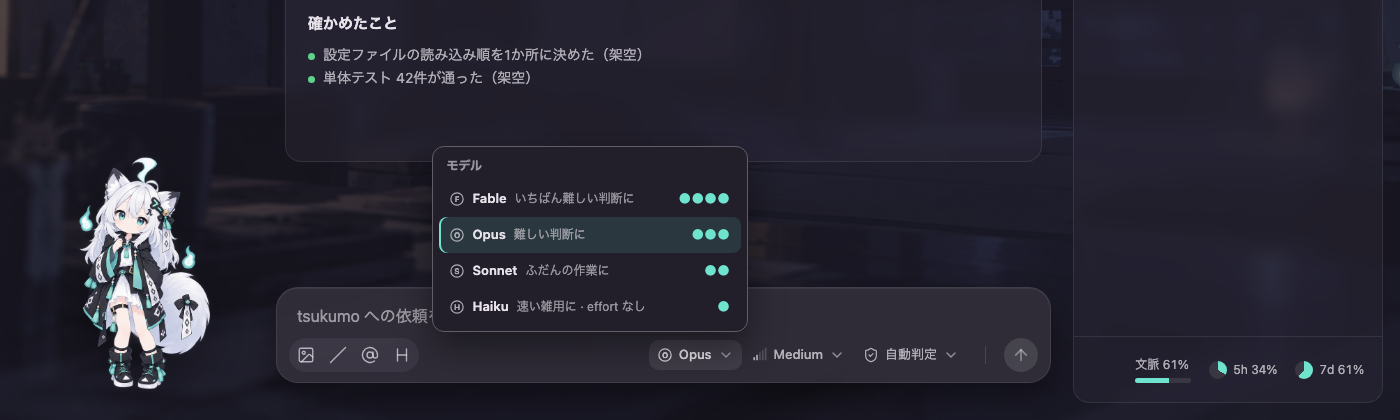 確かめたこと
設定ファイルの読み込み順を1か所に決めた（架空）
単体テスト 42件が通った（架空）
モデル
F Fable いちばん難しい判断に
O Opus 難しい判断に
S Sonnet ふだんの作業に
H Haiku 速い雑用に · effort なし
tsukumo への依頼
@ H Opus Medium 自動判定
文脈 61% 5h 34% 7d 61%